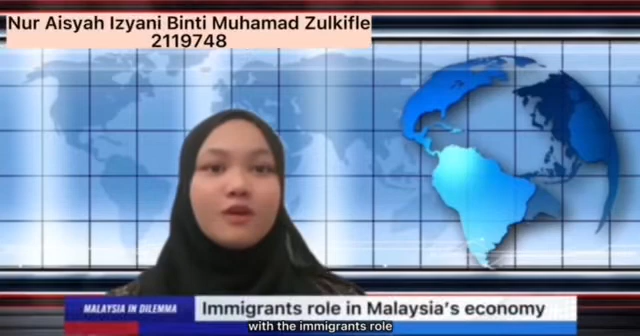 Nur Aisyah Izyani Binti Muhamad Zulkifle
2119748
MALAYSIA IN DILEMMA
Immigrants role in Malaysia's economy
with the immigrants role